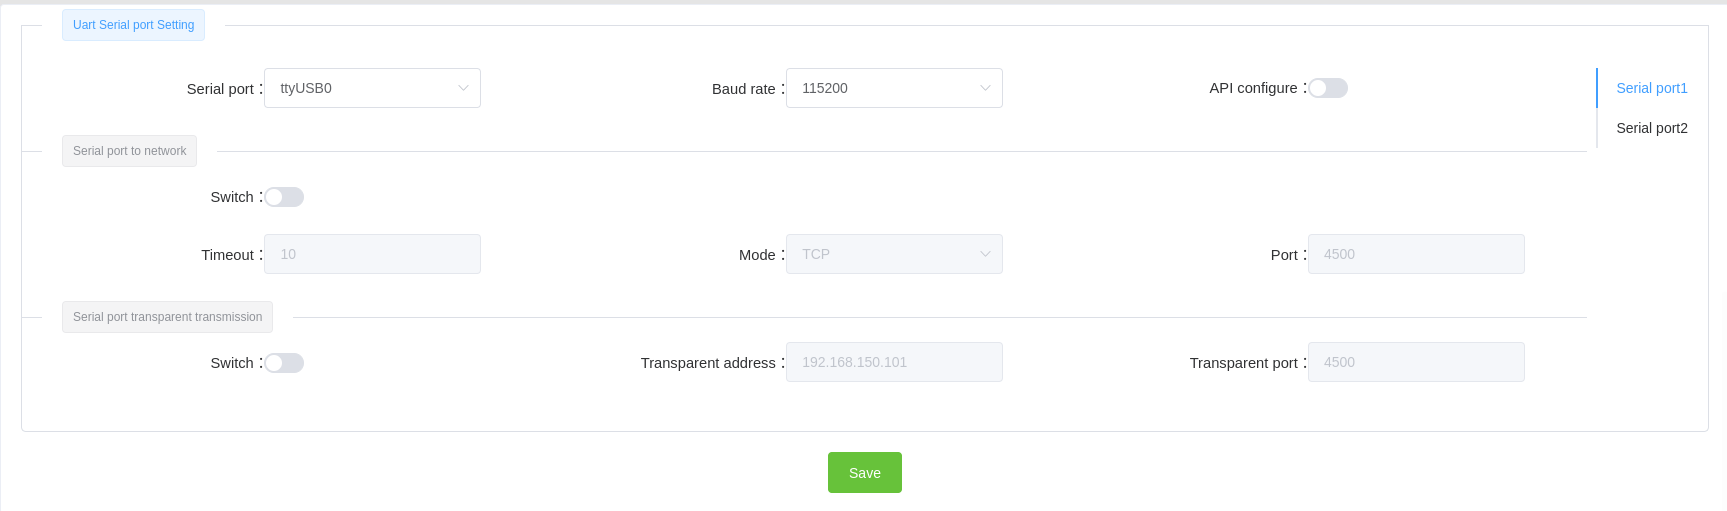 Uart Serial port Setting
Serial port : ttyUSB0 Baud rate : 115200 API configure : Serial port1
Serial port2
Serial port to network
Switch :
Timeout : 10 Mode : TCP Port : 4500
Serial port transparent transmission
Switch : Transparent address : 192.168.150.101 Transparent port : 4500
Save